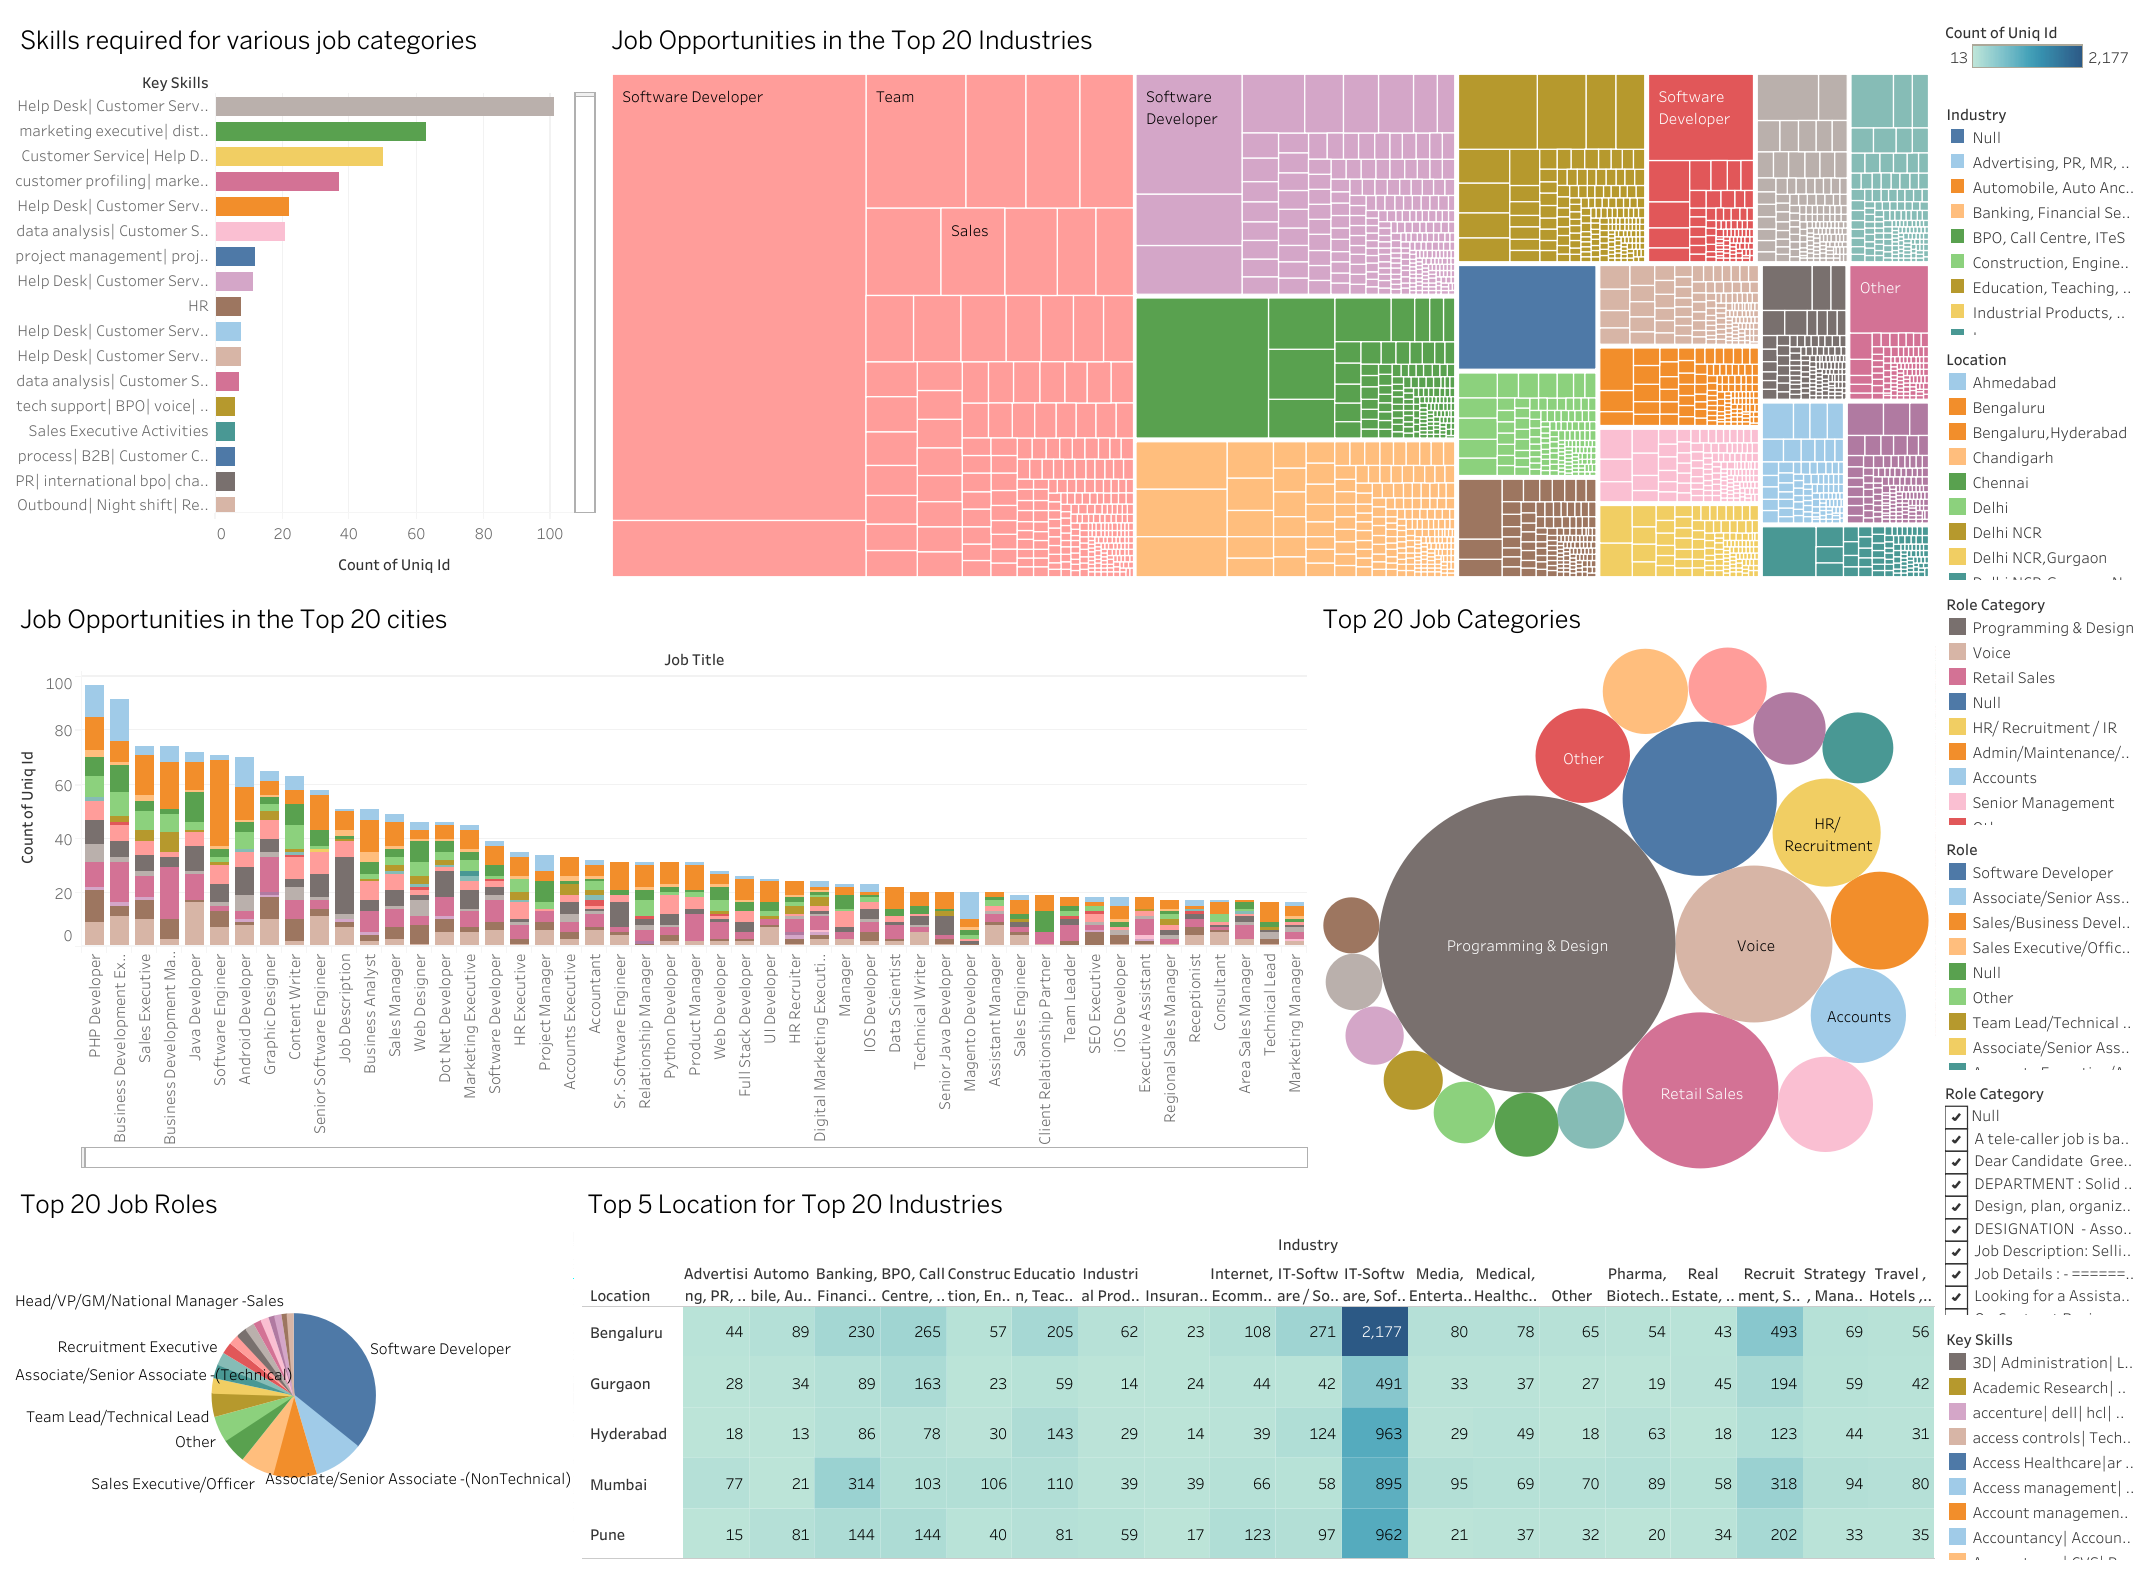 Skills required for various job categories
Key Skills
Help Desk| Customer Serv..
marketing executive| dist..
Customer Service| Help D..
customer profiling| marke..
Help Desk| Customer Serv..
data analysis| Customer S..
project management| proj..
Help Desk| Customer Serv..
HR
Help Desk| Customer Serv..
Help Desk| Customer Serv..
data analysis| Customer S..
tech support| BPO| voice| ..
Sales Executive Activities
process| B2B| Customer C..
PR| international bpo| cha..
Outbound| Night shift| Re..
0 20 40 60 80 100
Count of Uniq Id
Job Opportunities in the Top 20 Industries
Software Developer
Team
Sales
Software
Developer
Software
Developer
Other
Count of Uniq Id
13 2,177
Industry
Null
Advertising, PR, MR, ..
Automobile, Auto Anc..
Banking, Financial Se..
BPO, Call Centre, ITeS
Construction, Engine..
Education, Teaching, ..
Industrial Products, ..
Location
Ahmedabad
Bengaluru
Bengaluru,Hyderabad
Chandigarh
Chennai
Delhi
Delhi NCR
Delhi NCR,Gurgaon
Role Category
Programming & Design
Voice
Retail Sales
Null
HR/ Recruitment / IR
Admin/Maintenance/..
Accounts
Senior Management
Role
Software Developer
Associate/Senior Ass..
Sales/Business Devel..
Sales Executive/Offic..
Null
Other
Team Lead/Technical ..
Associate/Senior Ass..
Role Category
Null
A tele-caller job is ba..
Dear Candidate Gree..
DEPARTMENT : Solid ..
Design, plan, organiz..
DESIGNATION - Asso..
Job Description: Selli..
Job Details : - ======..
Looking for a Assista..
Key Skills
3D| Administration| L..
Academic Research| ..
accenture| dell| hcl| ..
access controls| Tech..
Access Healthcare|ar ..
Access management| ..
Account managemen..
Accountancy| Accoun..
Job Opportunities in the Top 20 cities
Job Title
Count of Uniq Id
100
80
60
40
20
0
PHP Developer
Business Development Ex..
Sales Executive
Business Development Ma..
Java Developer
Software Engineer
Android Developer
Graphic Designer
Content Writer
Senior Software Engineer
Job Description
Business Analyst
Sales Manager
Web Designer
Dot Net Developer
Marketing Executive
Software Developer
HR Executive
Project Manager
Accounts Executive
Accountant
Sr. Software Engineer
Relationship Manager
Python Developer
Product Manager
Web Developer
Full Stack Developer
UI Developer
HR Recruiter
Digital Marketing Executi..
Manager
IOS Developer
Data Scientist
Technical Writer
Senior Java Developer
Magento Developer
Assistant Manager
Sales Engineer
Client Relationship Partner
Team Leader
SEO Executive
iOS Developer
Executive Assistant
Regional Sales Manager
Receptionist
Consultant
Area Sales Manager
Technical Lead
Marketing Manager
Top 20 Job Categories
Other
HR/
Recruitment
Programming & Design
Voice
Accounts
Retail Sales
Top 20 Job Roles
Head/VP/GM/National Manager -Sales
Recruitment Executive
Software Developer
Associate/Senior Associate -(Technical)
Team Lead/Technical Lead
Other
Sales Executive/Officer
Associate/Senior Associate -(NonTechnical)
Top 5 Location for Top 20 Industries
Industry
Advertisi Automo Banking, BPO, Call Construc Educatio Industri Internet, IT-Softw IT-Softw Media, Medical, Pharma, Real Recruit Strategy Travel ,
Location ng, PR, .. bile, Au.. Financi.. Centre, .. tion, En.. n, Teac.. al Prod.. Insuran.. Ecomm.. are / So.. are, Sof.. Enterta.. Healthc.. Other Biotech.. Estate, .. ment, S.. , Mana.. Hotels ,..
Bengaluru 44 89 230 265 57 205 62 23 108 271 2,177 80 78 65 54 43 493 69 56
Gurgaon 28 34 89 163 23 59 14 24 44 42 491 33 37 27 19 45 194 59 42
Hyderabad 18 13 86 78 30 143 29 14 39 124 963 29 49 18 63 18 123 44 31
Mumbai 77 21 314 103 106 110 39 39 66 58 895 95 69 70 89 58 318 94 80
Pune 15 81 144 144 40 81 59 17 123 97 962 21 37 32 20 34 202 33 35